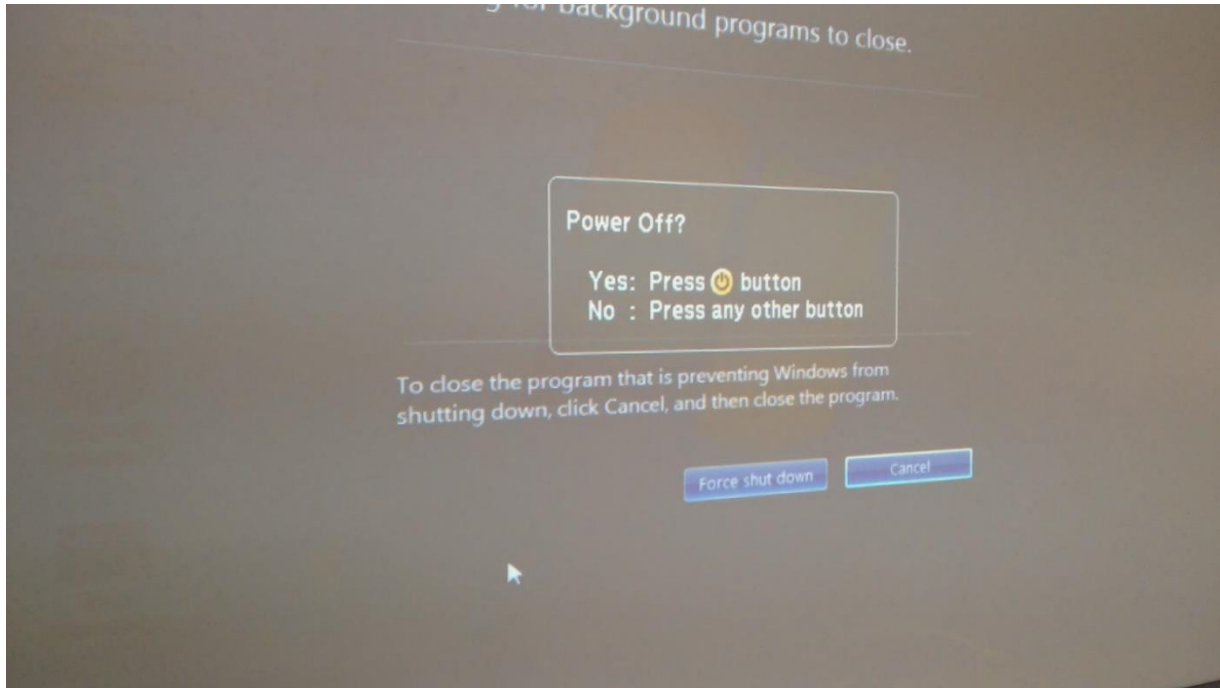 for background programs to close.
Power Off?
Yes: Press button
No : Press any other button
To close the program that is preventing Windows from
shutting down, click Cancel, and then close the program.
Force shut down
Cancel